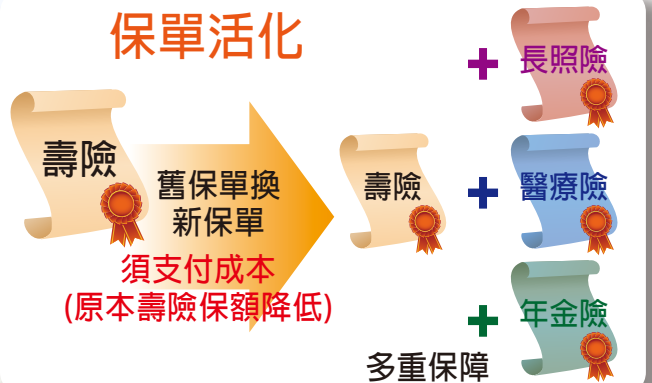 保單活化
壽險
舊保單換
新保單
須支付成本
(原本壽險保額降低)
壽險
+ 長照險
+ 醫療險
+ 年金險
多重保障